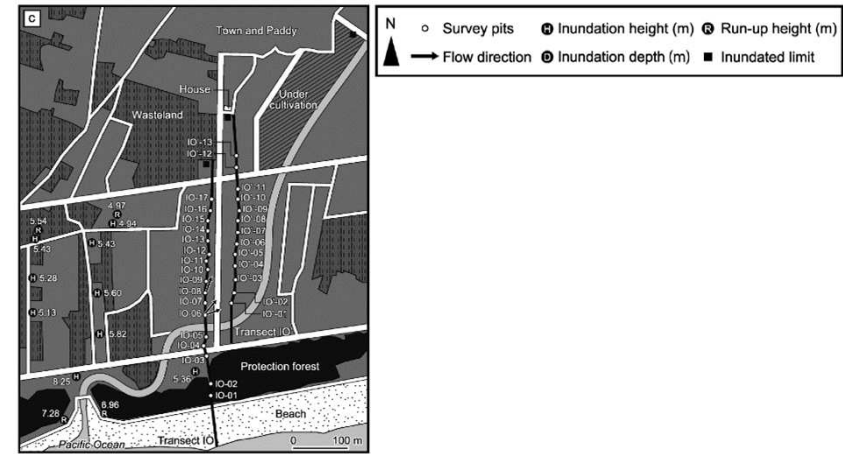 C
Town and Paddy
House
Under
cultivation
Wasteland
IO'-13
IO'-12
IO-17
IO-16
IO-15
IO-14
IO-13
IO-12
IO-11
IO-10
IO-09
IO-08
IO-07
IO-06
IO-05
IO-04
IO-03
IO-02
IO-01
IO'-11
IO'-10
IO'-09
IO'-08
IO'-07
IO'-06
IO'-05
IO'-04
IO'-03
IO'-02
IO'-01
4.97
R
H 4.94
5.54
R
H
5.43
H 5.43
H 5.28
H 5.60
H 5.13
H 5.82
Transect IO'
H
8.25
H
5.36
Protection forest
6.96
R
7.28 R
Beach
Pacific Ocean
Transect IO
0 100 m
N
Survey pits
H Inundation height (m)
R Run-up height (m)
Flow direction
D Inundation depth (m)
Inundated limit